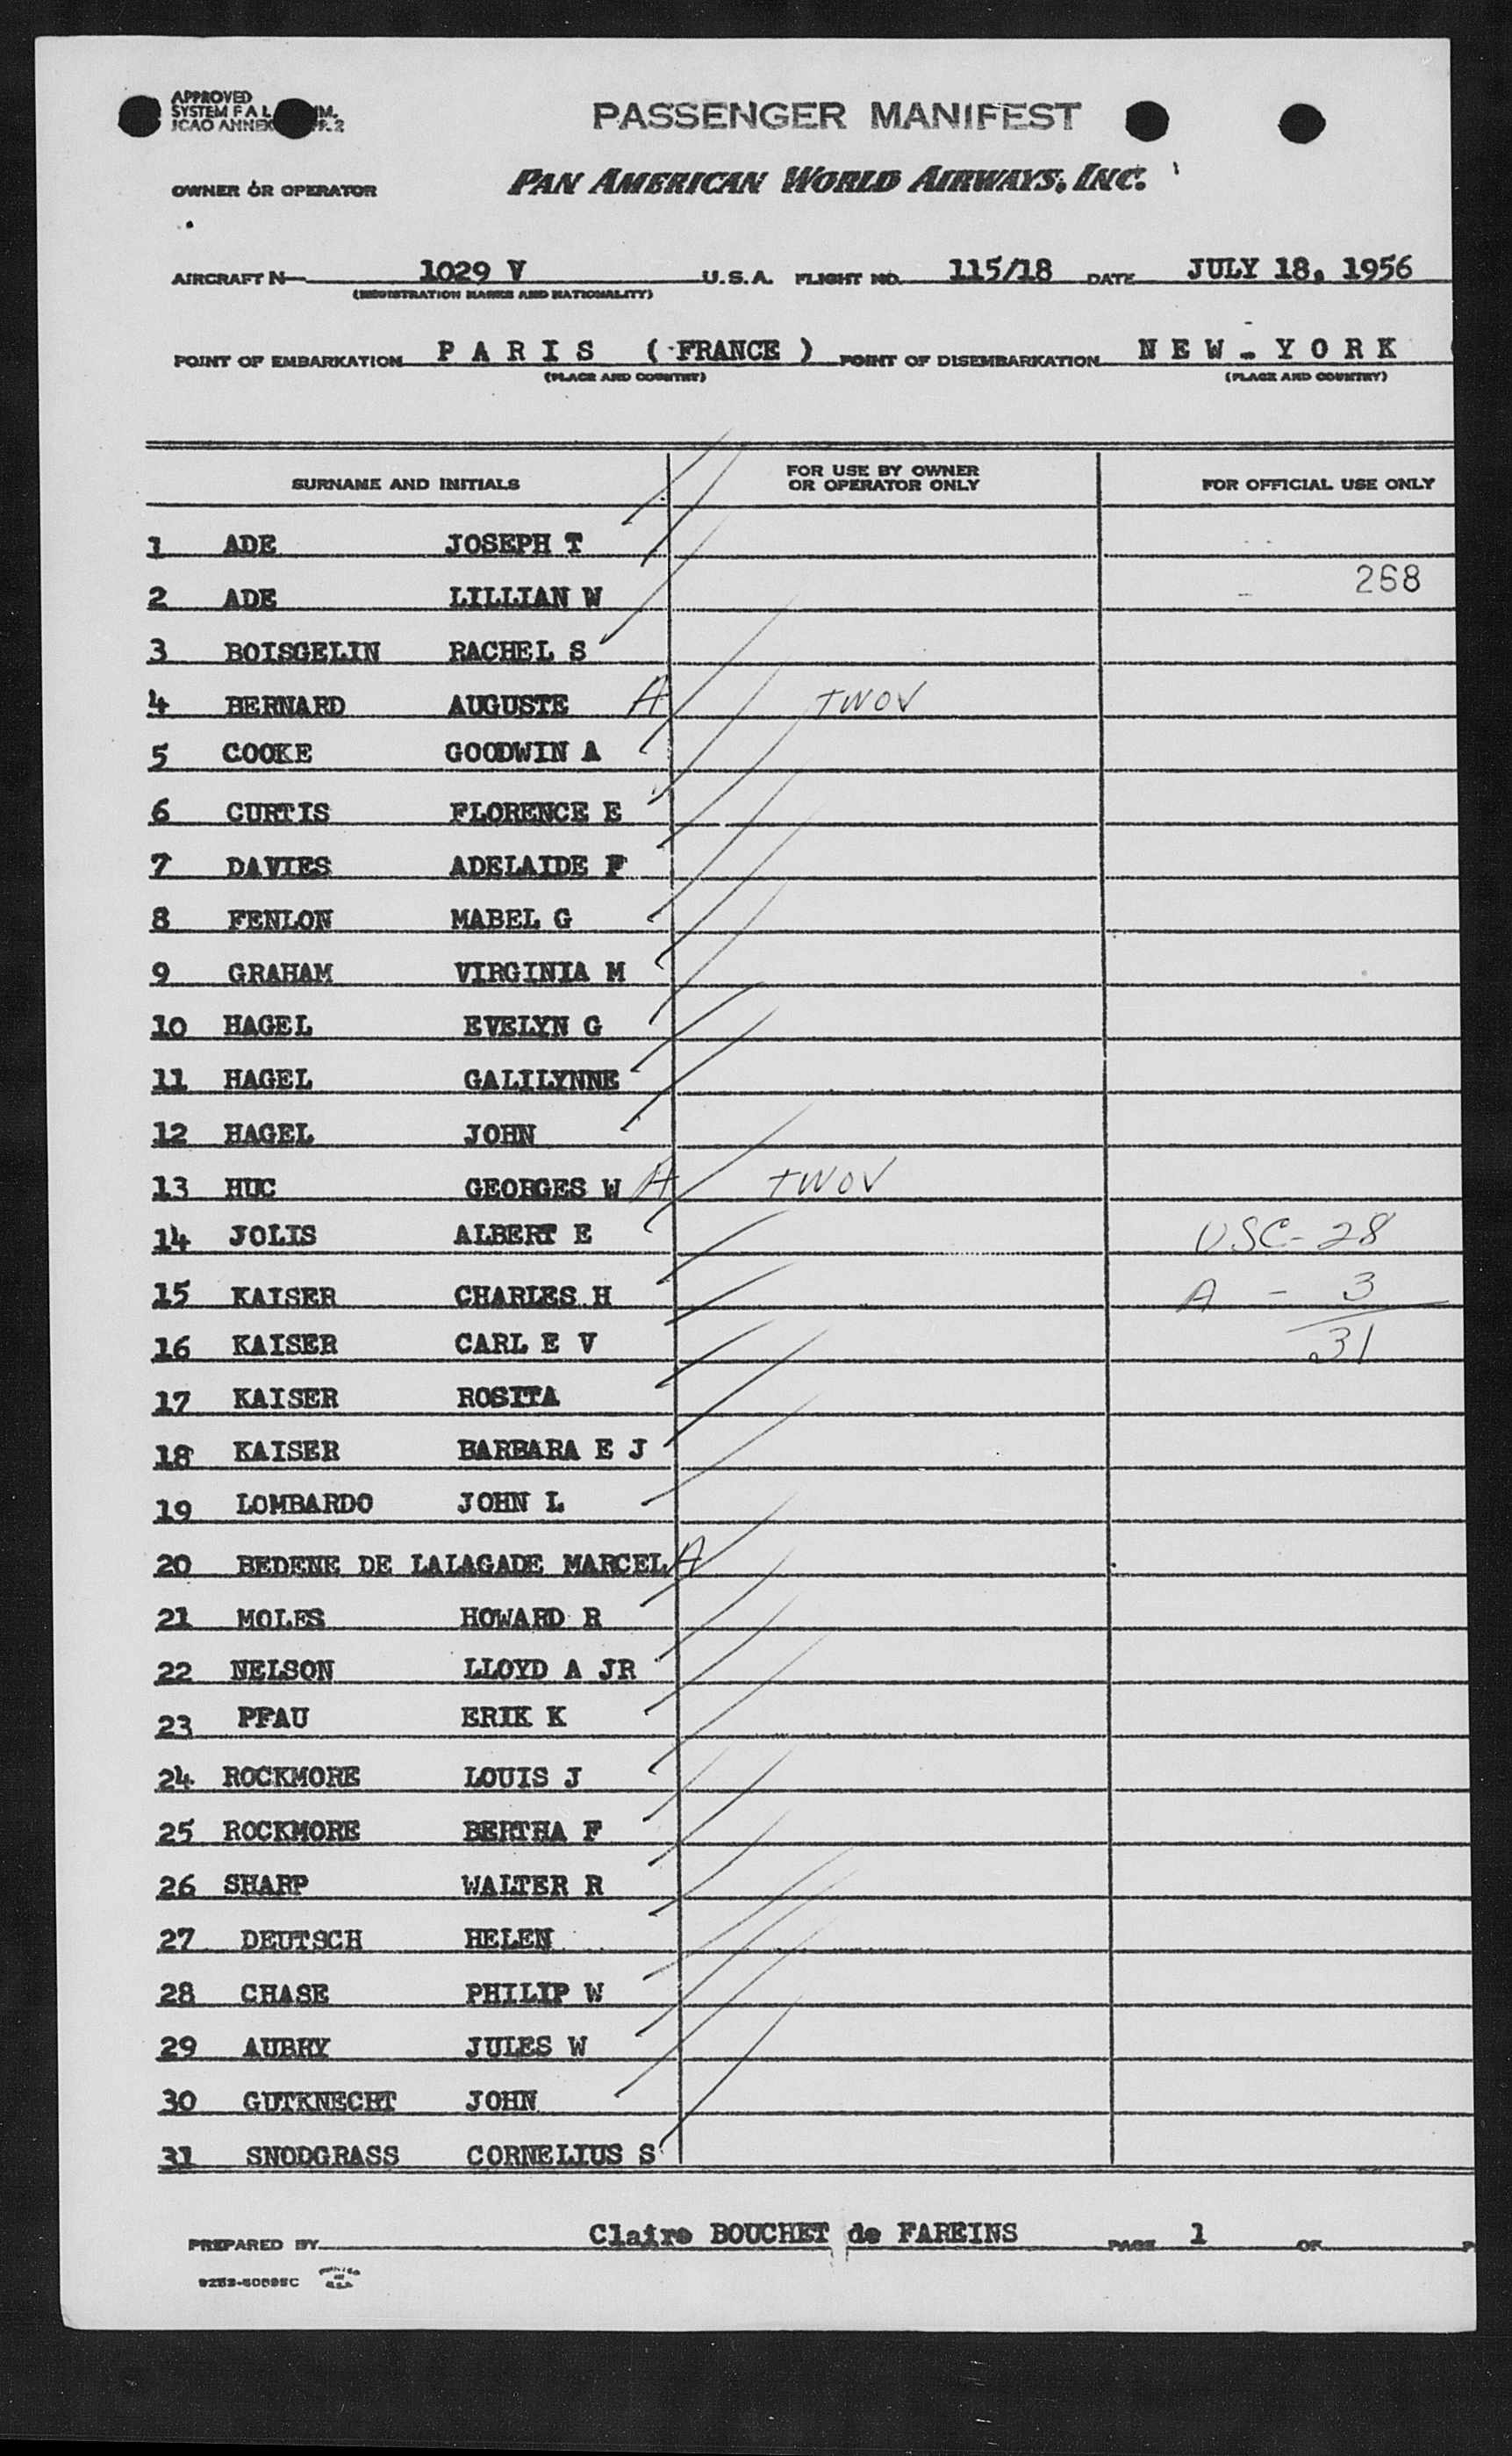 APPROVED
SYSTEM F A L
ICAO ANNEX
PASSENGER MANIFEST
OWNER OR OPERATOR PAN AMERICAN WORLD AIRWAYS, INC.
AIRCRAFT N 1029 V U.S.A. FLIGHT NO. 115/18 DATE JULY 18, 1956
(REGISTRATION MARKS AND NATIONALITY)
POINT OF EMBARKATION P A R I S ( FRANCE ) POINT OF DISEMBARKATION N E W - Y O R K
(PLACE AND COUNTRY) (PLACE AND COUNTRY)
SURNAME AND INITIALS FOR USE BY OWNER OR OPERATOR ONLY FOR OFFICIAL USE ONLY
1 ADE JOSEPH T
2 ADE LILLIAN W 268
3 BOISGELIN RACHEL S
4 BERNARD AUGUSTE A TWOV
5 COOKE GOODWIN A
6 CURTIS FLORENCE E
7 DAVIES ADELAIDE F
8 FENLON MABEL G
9 GRAHAM VIRGINIA M
10 HAGEL EVELYN G
11 HAGEL GALILYNNE
12 HAGEL JOHN
13 HUC GEORGES W A TWOV
14 JOLIS ALBERT E USC-28
15 KAISER CHARLES H A - 3
16 KAISER CARL E V 31
17 KAISER ROSITA
18 KAISER BARBARA E J
19 LOMBARDO JOHN L
20 BEDENE DE LALAGADE MARCEL A
21 MOLES HOWARD R
22 NELSON LLOYD A JR
23 PFAU ERIK K
24 ROCKMORE LOUIS J
25 ROCKMORE BERTHA F
26 SHARP WALTER R
27 DEUTSCH HELEN
28 CHASE PHILIP W
29 AUBRY JULES W
30 GUTKNECHT JOHN
31 SNODGRASS CORNELIUS S
PREPARED BY Claire BOUCHET de FAREINS PAGE 1 OF